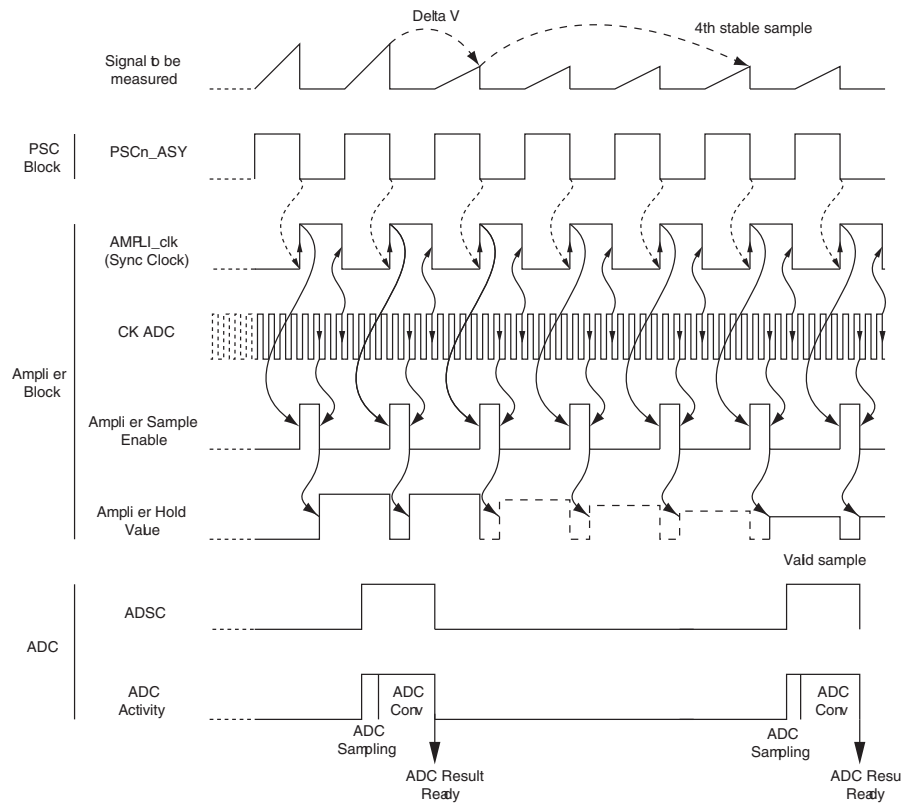 Delta V
4th stable sample
Signal to be
measured
PSC
Block
PSCn_ASY
AMPLI_clk
(Sync Clock)
CK ADC
Ampli er
Block
Ampli er Sample
Enable
Ampli er Hold
Value
Valid sample
ADSC
ADC
ADC
Activity
ADC
Conv
ADC
Conv
ADC
Sampling
ADC
Sampling
ADC Result
Ready
ADC Resu
Ready